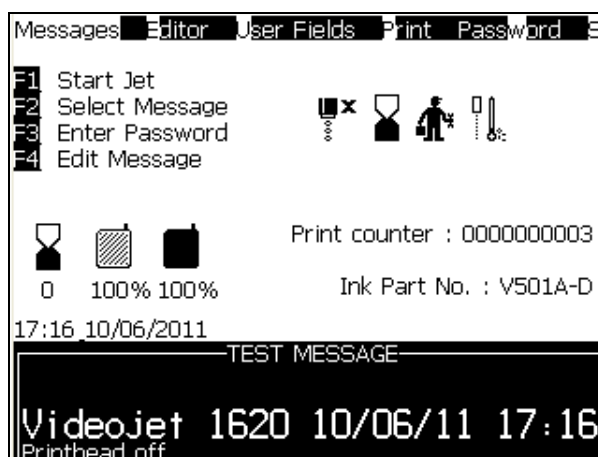 Messages Editor User Fields Print Password S
F1 Start Jet
F2 Select Message
F3 Enter Password
F4 Edit Message
Print counter : 0000000003
0 100% 100% Ink Part No. : V501A-D
17:16 10/06/2011
TEST MESSAGE
Videojet 1620 10/06/11 17:16
Printhead off